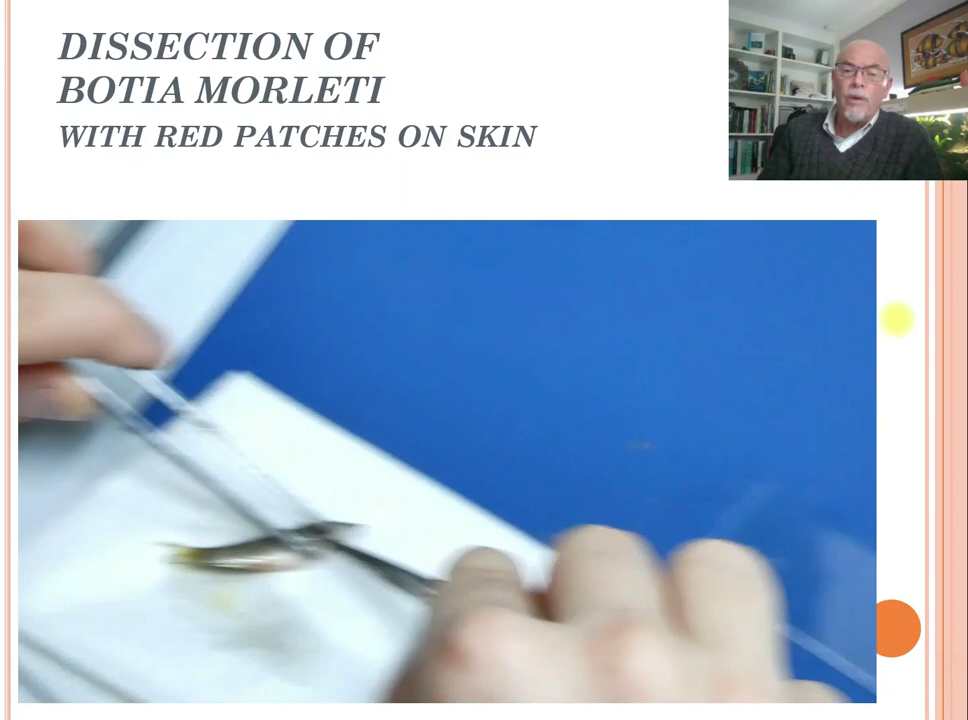 DISSECTION OF
BOTIA MORLETI
WITH RED PATCHES ON SKIN